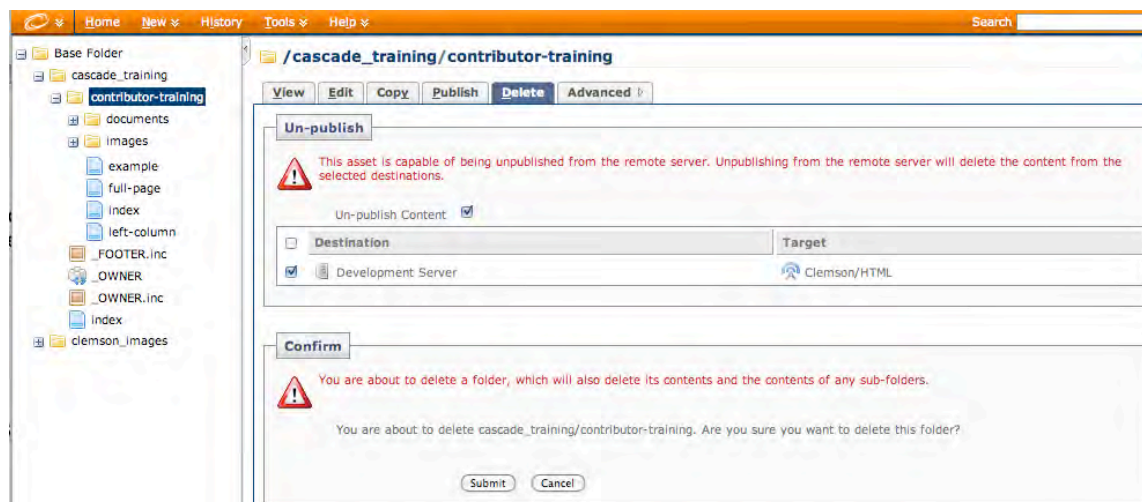 Home New History Tools Help Search
Base Folder
cascade_training
contributor-training
documents
images
example
full-page
index
left-column
_FOOTER.inc
_OWNER
_OWNER.inc
index
clemson_images
/cascade_training/contributor-training
View Edit Copy Publish Delete Advanced
Un-publish
This asset is capable of being unpublished from the remote server. Unpublishing from the remote server will delete the content from the
selected destinations.
Un-publish Content
Destination Target
Development Server Clemson/HTML
Confirm
You are about to delete a folder, which will also delete its contents and the contents of any sub-folders.
You are about to delete cascade_training/contributor-training. Are you sure you want to delete this folder?
Submit Cancel